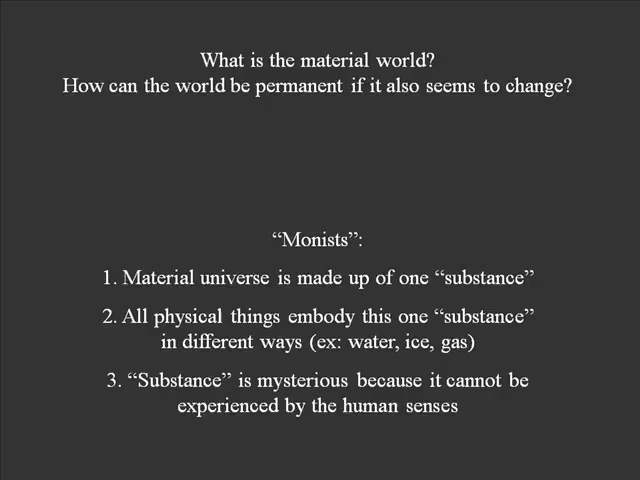 What is the material world?
How can the world be permanent if it also seems to change?
“Monists”:
1. Material universe is made up of one “substance”
2. All physical things embody this one “substance”
in different ways (ex: water, ice, gas)
3. “Substance” is mysterious because it cannot be
experienced by the human senses